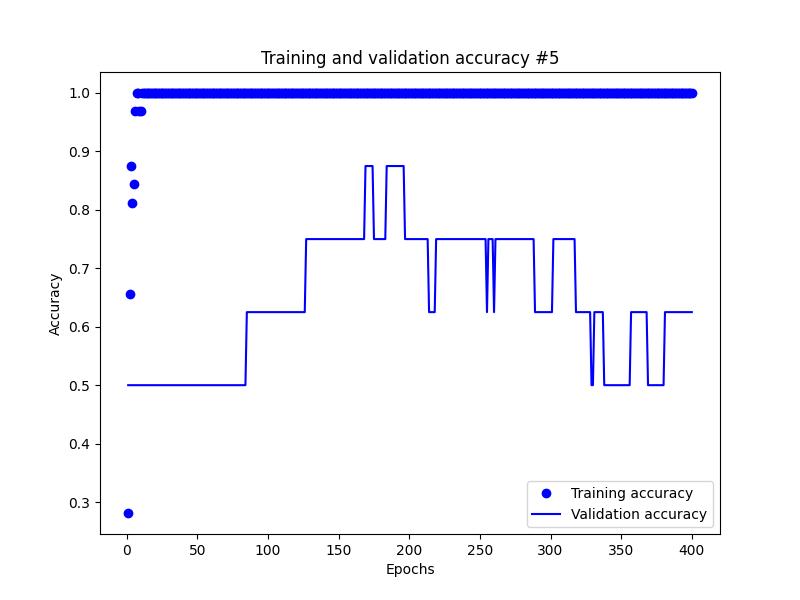 Training and validation accuracy #5
Accuracy
1.0
0.9
0.8
0.7
0.6
0.5
0.4
0.3
0 50 100 150 200 250 300 350 400
Epochs
Training accuracy
Validation accuracy